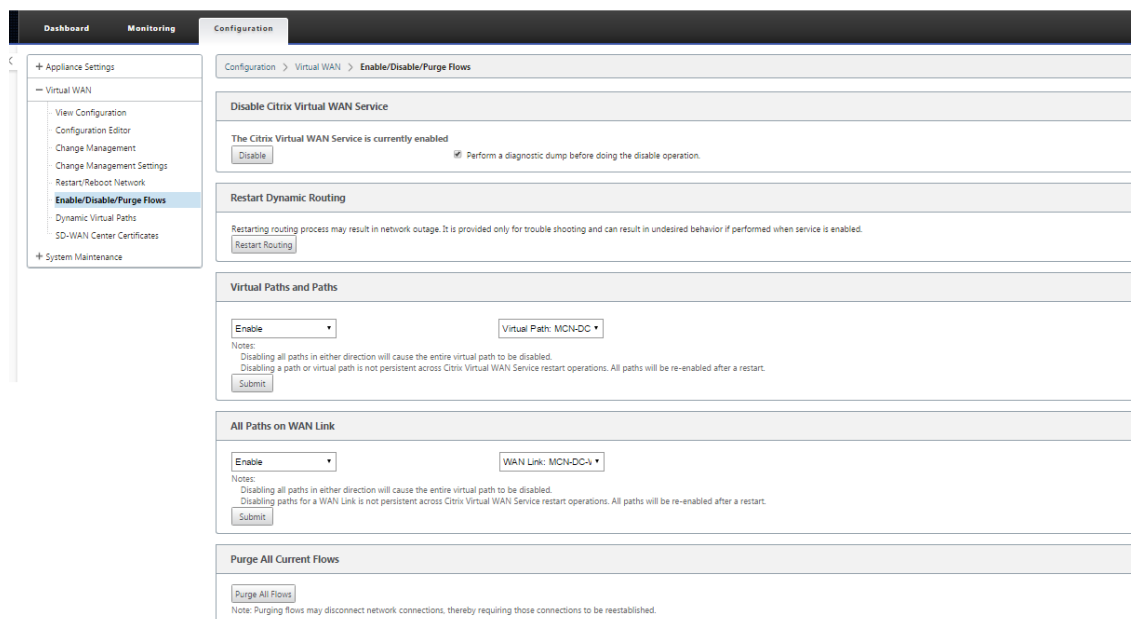 Dashboard Monitoring Configuration
+ Appliance Settings
− Virtual WAN
View Configuration
Configuration Editor
Change Management
Change Management Settings
Restart/Reboot Network
Enable/Disable/Purge Flows
Dynamic Virtual Paths
SD-WAN Center Certificates
+ System Maintenance
Configuration > Virtual WAN > Enable/Disable/Purge Flows
Disable Citrix Virtual WAN Service
The Citrix Virtual WAN Service is currently enabled
Disable Perform a diagnostic dump before doing the disable operation.
Restart Dynamic Routing
Restarting routing process may result in network outage. It is provided only for trouble shooting and can result in undesired behavior if performed when service is enabled.
Restart Routing
Virtual Paths and Paths
Enable Virtual Path: MCN-DC
Notes:
Disabling all paths in either direction will cause the entire virtual path to be disabled.
Disabling a path or virtual path is not persistent across Citrix Virtual WAN Service restart operations. All paths will be re-enabled after a restart.
Submit
All Paths on WAN Link
Enable WAN Link: MCN-DC-
Notes:
Disabling all paths in either direction will cause the entire virtual path to be disabled.
Disabling paths for a WAN Link is not persistent across Citrix Virtual WAN Service restart operations. All paths will be re-enabled after a restart.
Submit
Purge All Current Flows
Purge All Flows
Note: Purging flows may disconnect network connections, thereby requiring those connections to be reestablished.